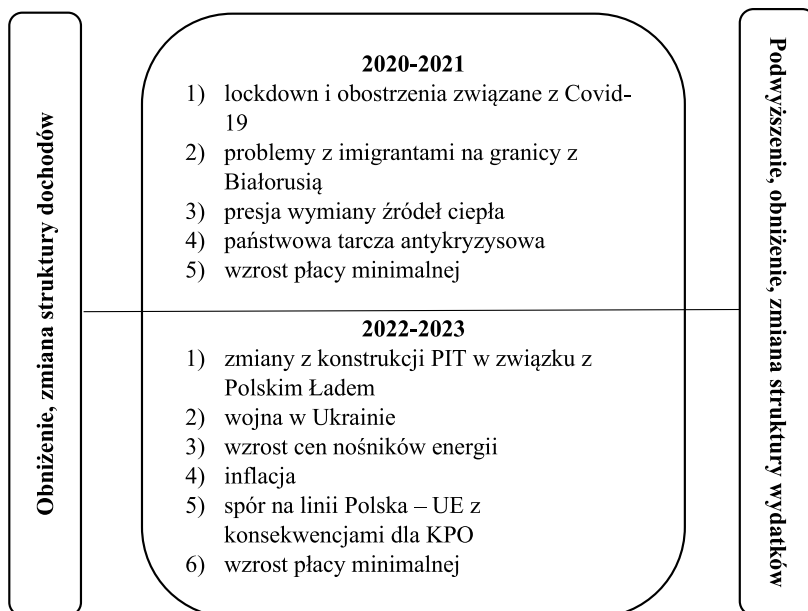 Obniżenie, zmiana struktury dochodów
2020-2021
1) lockdown i obostrzenia związane z Covid-
19
2) problemy z imigrantami na granicy z
Białorusią
3) presja wymiany źródeł ciepła
4) państwowa tarcza antykryzysowa
5) wzrost płacy minimalnej
2022-2023
1) zmiany z konstrukcji PIT w związku z
Polskim Ładem
2) wojna w Ukrainie
3) wzrost cen nośników energii
4) inflacja
5) spór na linii Polska – UE z
konsekwencjami dla KPO
6) wzrost płacy minimalnej
Podwyższenie, obniżenie, zmiana struktury wydatków